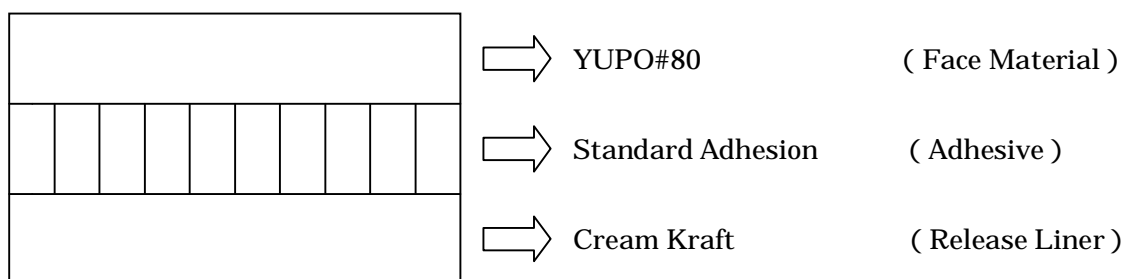 YUPO#80 ( Face Material )
Standard Adhesion ( Adhesive )
Cream Kraft ( Release Liner )